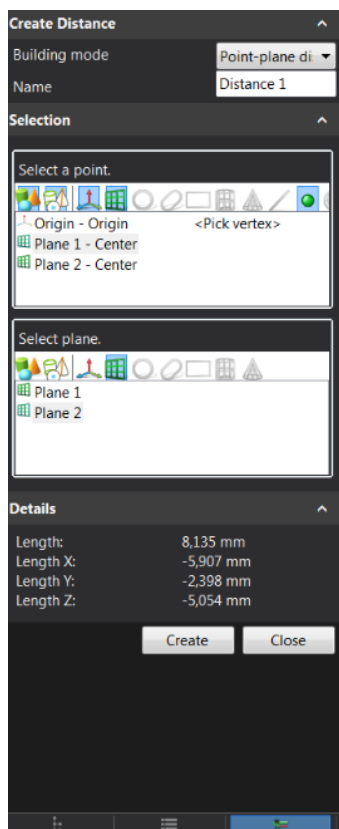 Create Distance
Building mode Point-plane di
Name Distance 1
Selection
Select a point.
Origin - Origin <Pick vertex>
Plane 1 - Center
Plane 2 - Center
Select plane.
Plane 1
Plane 2
Details
Length: 8,135 mm
Length X: -5,907 mm
Length Y: -2,398 mm
Length Z: -5,054 mm
Create Close